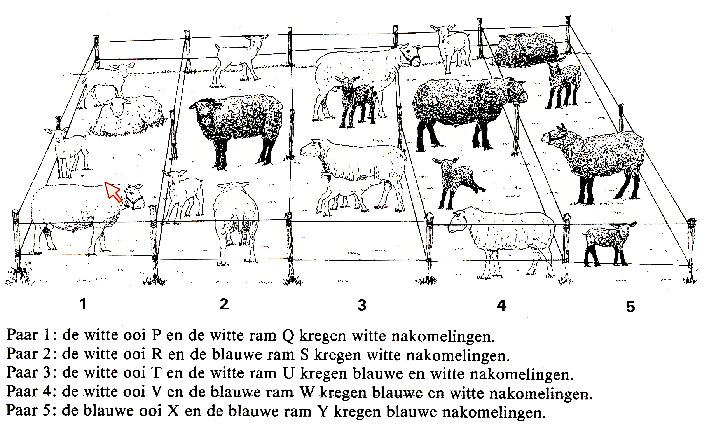 1 2 3 4 5
Paar 1: de witte ooi P en de witte ram Q kregen witte nakomelingen.
Paar 2: de witte ooi R en de blauwe ram S kregen witte nakomelingen.
Paar 3: de witte ooi T en de witte ram U kregen blauwe en witte nakomelingen.
Paar 4: de witte ooi V en de blauwe ram W kregen blauwe en witte nakomelingen.
Paar 5: de blauwe ooi X en de blauwe ram Y kregen blauwe nakomelingen.